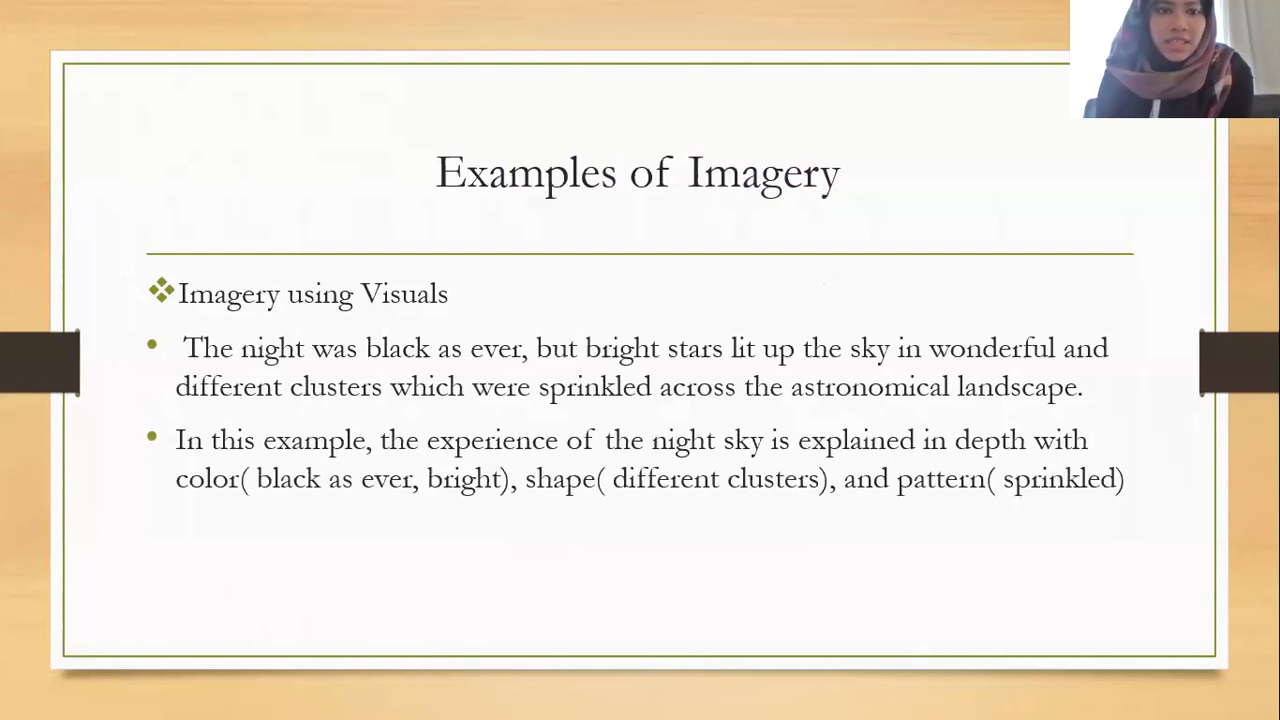 Examples of Imagery
Imagery using Visuals
The night was black as ever, but bright stars lit up the sky in wonderful and
different clusters which were sprinkled across the astronomical landscape.
In this example, the experience of the night sky is explained in depth with
color( black as ever, bright), shape( different clusters), and pattern( sprinkled)